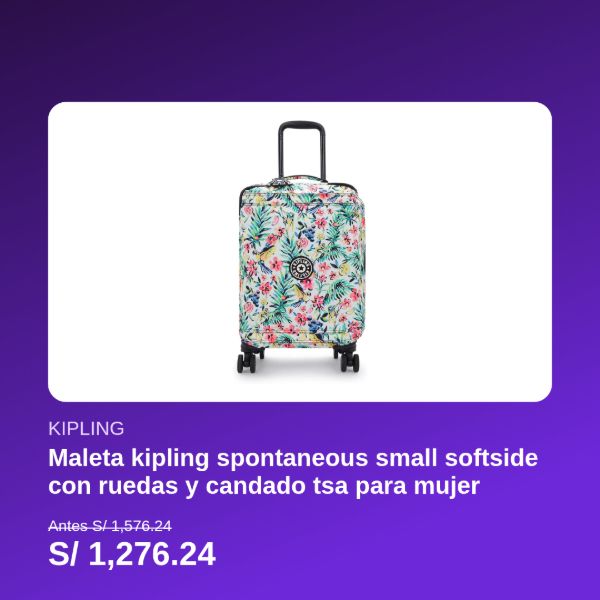 KIPLING
Maleta kipling spontaneous small softside
con ruedas y candado tsa para mujer
Antes S/ 1,576.24
S/ 1,276.24